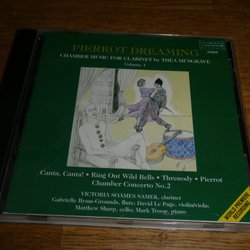 PIERROT DREAMING
CHAMBER MUSIC FOR CLARINET by THEA MUSGRAVE
Volume 1
Canta, Canta! • Ring Out Wild Bells • Threnody • Pierrot
Chamber Concerto No.2
VICTORIA SOAMES SAMEK, clarinet
Gabrielle Byam-Grounds, flute: David Le Page, violin/viola:
Matthew Sharp, cello: Mark Troop, piano